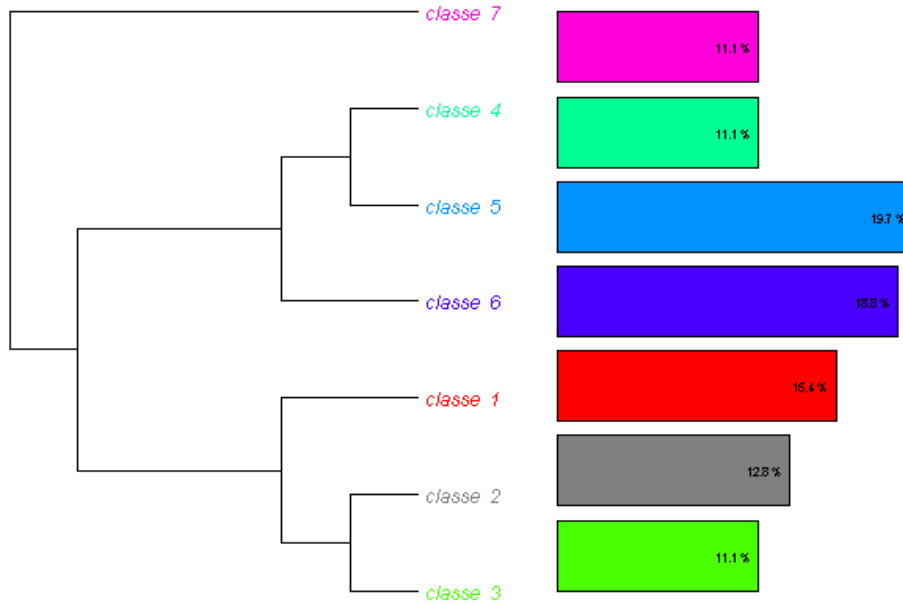 classe 7
11.1 %
classe 4
11.1 %
classe 5
19.7 %
classe 6
18.8 %
classe 1
15.4 %
classe 2
12.8 %
classe 3
11.1 %